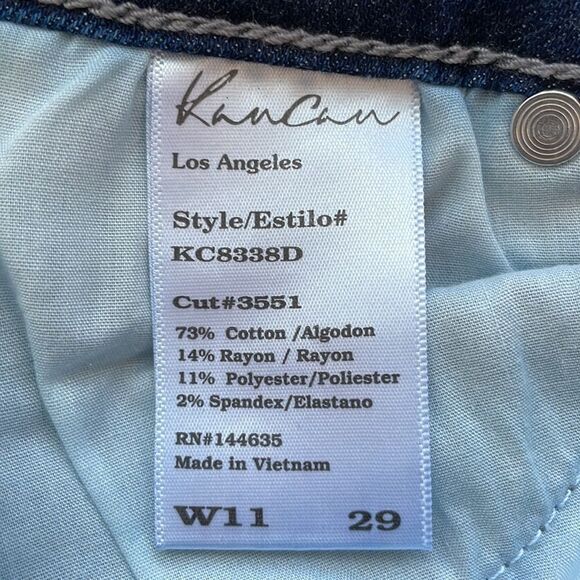 KanCan
Los Angeles
Style/Estilo#
KC8338D
Cut#3551
73% Cotton /Algodon
14% Rayon / Rayon
11% Polyester/Poliester
2% Spandex/Elastano
RN#144635
Made in Vietnam
W11 29